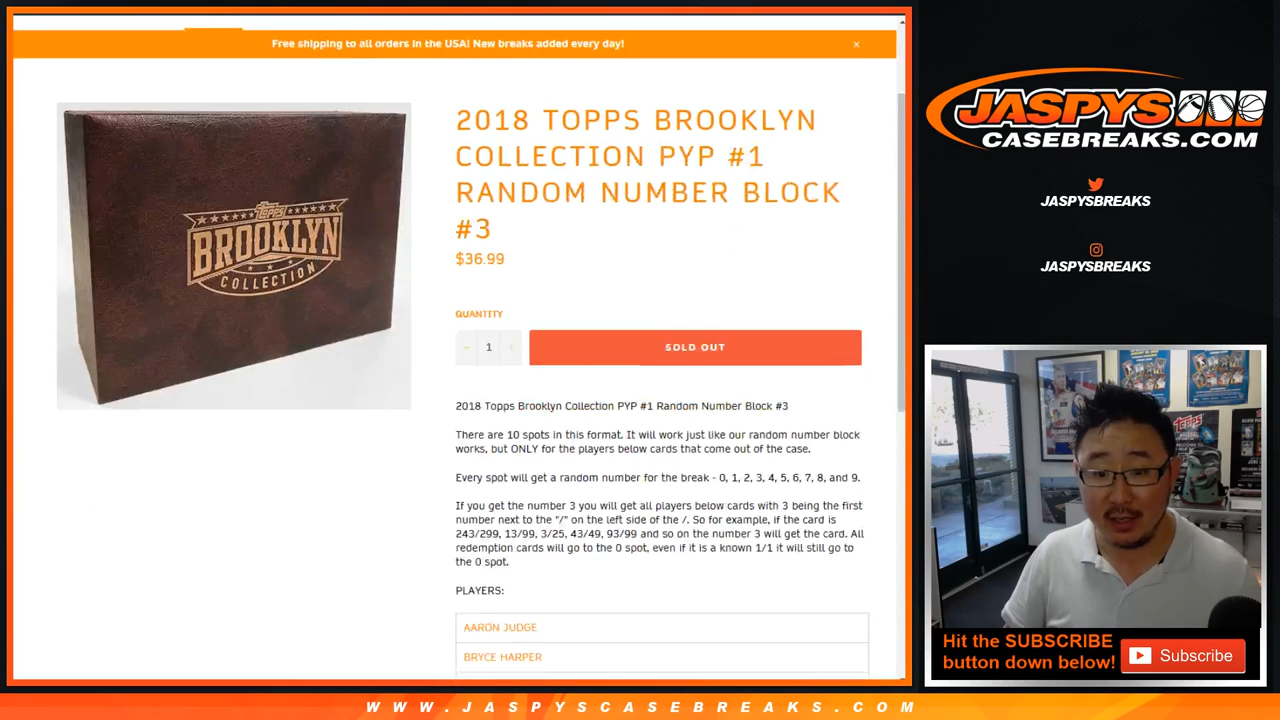 Free shipping to all orders in the USA! New breaks added every day!
×
TOPPS
BROOKLYN
COLLECTION
2018 TOPPS BROOKLYN
COLLECTION PYP #1
RANDOM NUMBER BLOCK
#3
$36.99
QUANTITY
− 1 +
SOLD OUT
2018 Topps Brooklyn Collection PYP #1 Random Number Block #3
There are 10 spots in this format. It will work just like our random number block
works, but ONLY for the players below cards that come out of the case.
Every spot will get a random number for the break - 0, 1, 2, 3, 4, 5, 6, 7, 8, and 9.
If you get the number 3 you will get all players below cards with 3 being the first
number next to the "/" on the left side of the /. So for example, if the card is
243/299, 13/99, 3/25, 43/49, 93/99 and so on the number 3 will get the card. All
redemption cards will go to the 0 spot, even if it is a known 1/1 it will still go to
the 0 spot.
PLAYERS:
AARON JUDGE
BRYCE HARPER
JASPYS
CASEBREAKS.COM
JASPYSBREAKS
JASPYSBREAKS
Topps
Hit the SUBSCRIBE
button down below!
Subscribe
WWW.JASPYSCASEBREAKS.COM